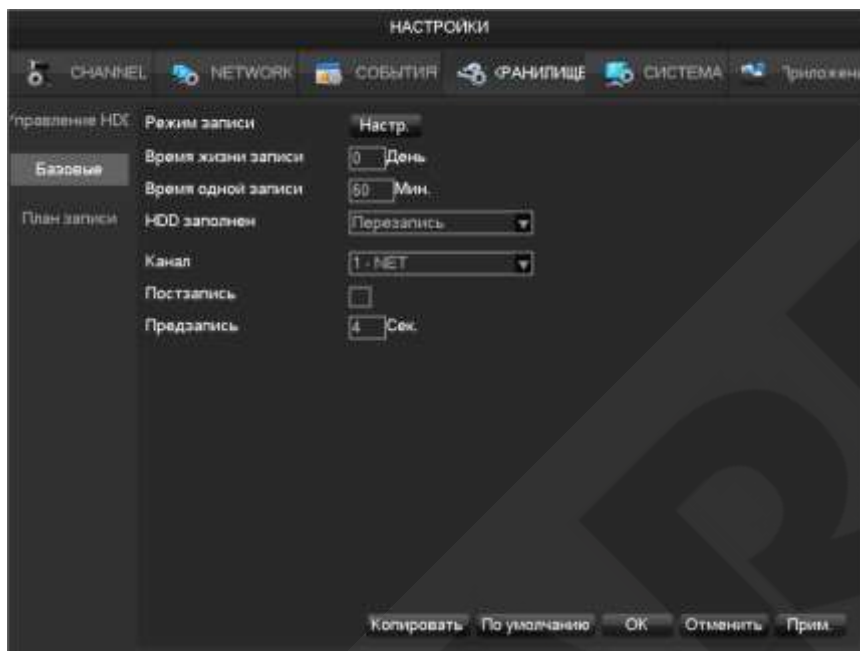 НАСТРОЙКИ
CHANNEL NETWORK СОБЫТИЯ ХРАНИЛИЩЕ СИСТЕМА Приложени
Управление HDD Режим записи Настр.
Время жизни записи 0 День
Базовые
Время одной записи 60 Мин.
План записи HDD заполнен Перезапись
Канал 1 - NET
Постзапись
Предзапись 4 Сек.
Копировать По умолчанию OK Отменить Прим.